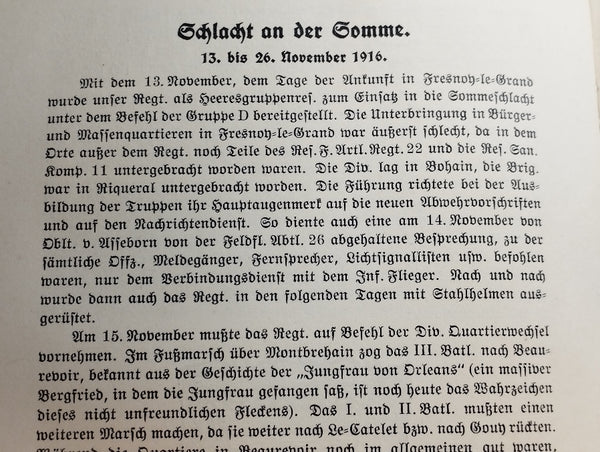 Schlacht an der Somme.
13. bis 26. November 1916.
Mit dem 13. November, dem Tage der Ankunft in Fresnoy-le-Grand
wurde unser Regt. als Heeresgruppenres. zum Einsatz in die Sommeschlacht
unter dem Befehl der Gruppe D bereitgestellt. Die Unterbringung in Bürger-
und Massenquartieren in Fresnoy-le-Grand war äußerst schlecht, da in dem
Orte außer dem Regt. noch Teile des Res. F. Artl. Regt. 22 und die Res. San.
Komp. 11 untergebracht worden waren. Die Div. lag in Bohain, die Brig.
war in Riqueral untergebracht worden. Die Führung richtete bei der Aus-
bildung der Truppen ihr Hauptaugenmerk auf die neuen Abwehrvorschriften
und auf den Nachrichtendienst. So diente auch eine am 14. November von
Oblt. v. Asseborn von der Feldfl. Abtl. 26 abgehaltene Besprechung, zu der
sämtliche Offz., Meldegänger, Fernsprecher, Lichtsignallisten usw. befohlen
waren, nur dem Verbindungsdienst mit dem Inf. Flieger. Nach und nach
wurde dann auch das Regt. in den folgenden Tagen mit Stahlhelmen aus-
gerüstet.
Am 15. November mußte das Regt. auf Befehl der Div. Quartierwechsel
vornehmen. Im Fußmarsch über Montbrehain zog das III. Batl. nach Beau-
revoir, bekannt aus der Geschichte der „Jungfrau von Orleans“ (ein massiver
Bergfried, in dem die Jungfrau gefangen saß, ist noch heute das Wahrzeichen
dieses nicht unfreundlichen Fleckens). Das I. und II. Batl. mußten einen
weiteren Marsch machen, da sie weiter nach Le-Catelet bzw. nach Gouy rückten.
Während die Quartiere in Beaurevoir noch im allgemeinen gut waren,